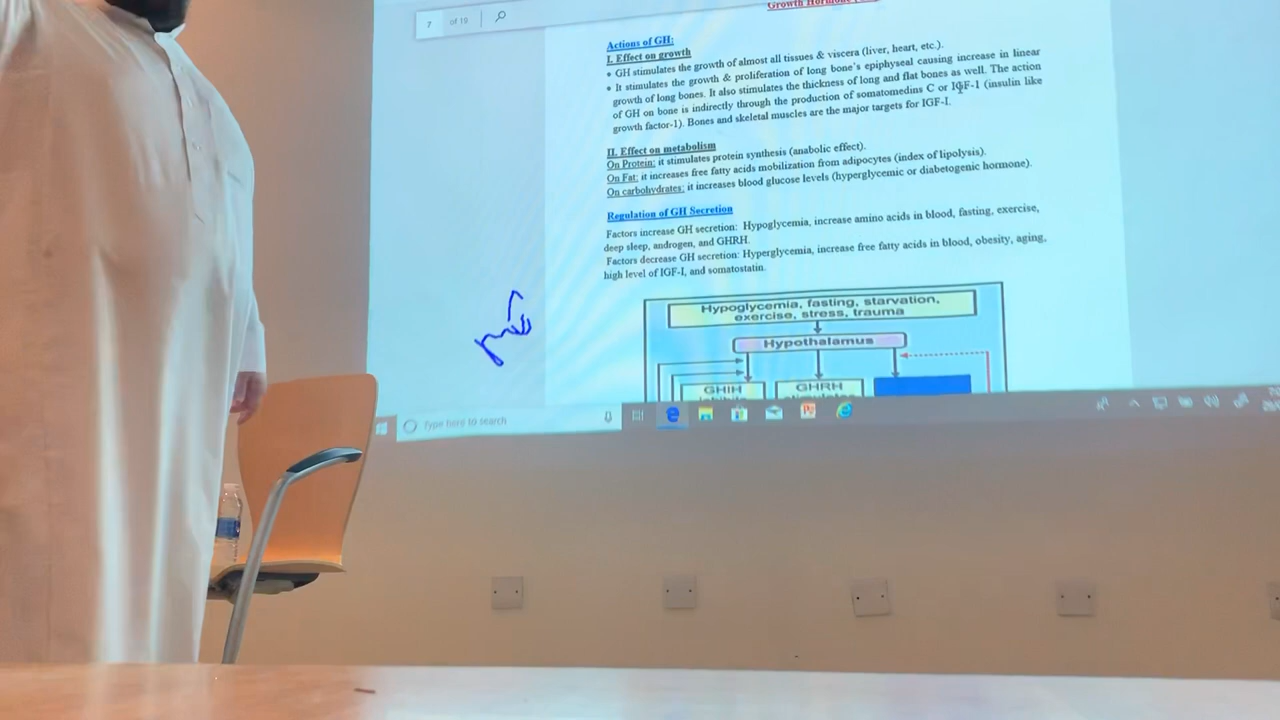 7 of 19
Growth Hormone
Actions of GH:
I. Effect on growth
• GH stimulates the growth of almost all tissues & viscera (liver, heart, etc.).
• It stimulates the growth & proliferation of long bone's epiphyseal causing increase in linear
growth of long bones. It also stimulates the thickness of long and flat bones as well. The action
of GH on bone is indirectly through the production of somatomedins C or IGF-1 (insulin like
growth factor-1). Bones and skeletal muscles are the major targets for IGF-I.
II. Effect on metabolism
On Protein: it stimulates protein synthesis (anabolic effect).
On Fat: it increases free fatty acids mobilization from adipocytes (index of lipolysis).
On carbohydrates: it increases blood glucose levels (hyperglycemic or diabetogenic hormone).
Regulation of GH Secretion
Factors increase GH secretion: Hypoglycemia, increase amino acids in blood, fasting, exercise,
deep sleep, androgen, and GHRH.
Factors decrease GH secretion: Hyperglycemia, increase free fatty acids in blood, obesity, aging,
high level of IGF-I, and somatostatin.
Hypoglycemia, fasting, starvation,
exercise, stress, trauma
Hypothalamus
GHIH GHRH
Type here to search